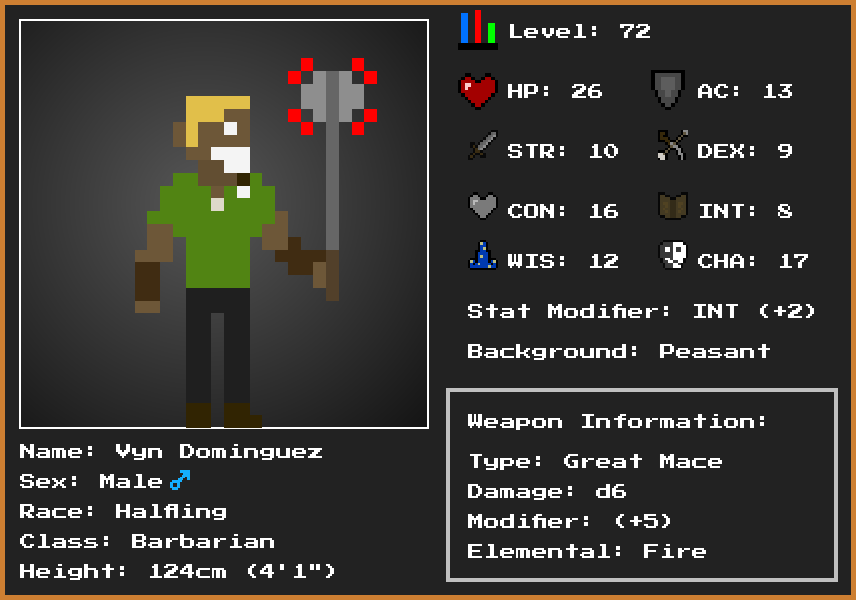 Level: 72
HP: 26 AC: 13
STR: 10 DEX: 9
CON: 16 INT: 8
WIS: 12 CHA: 17
Stat Modifier: INT (+2)
Background: Peasant
Weapon Information:
Type: Great Mace
Damage: d6
Modifier: (+5)
Elemental: Fire
Name: Vyn Dominguez
Sex: Male ♂
Race: Halfling
Class: Barbarian
Height: 124cm (4'1")